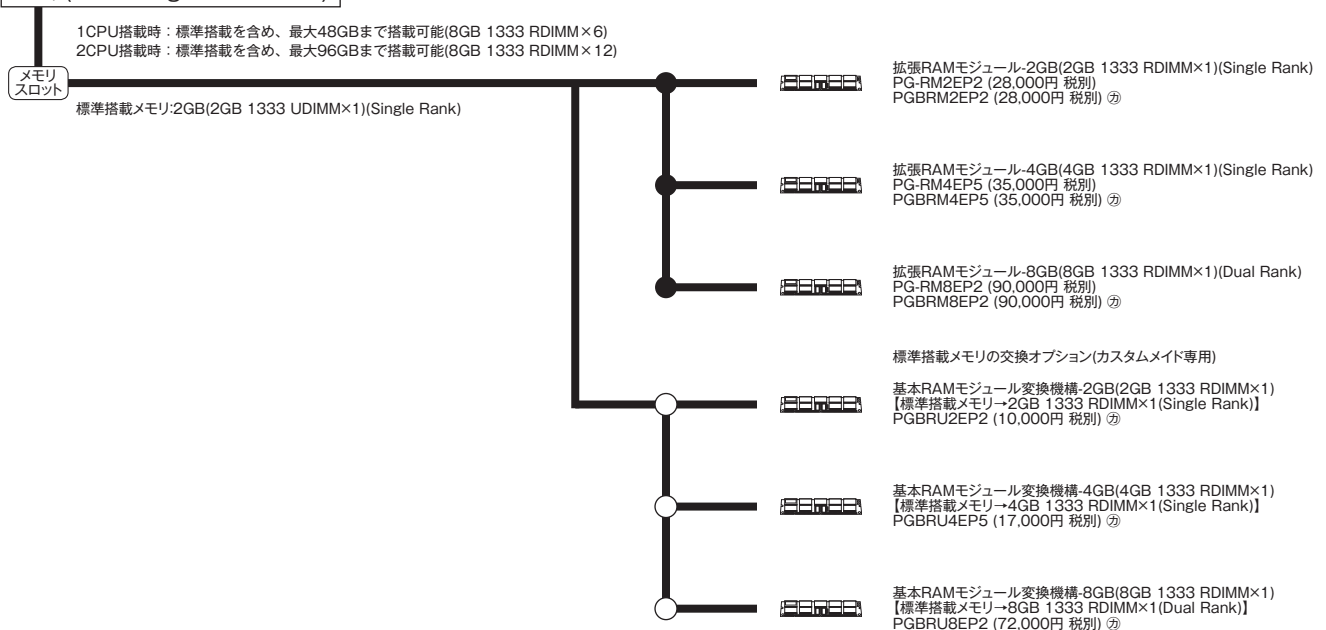 1CPU搭載時：標準搭載を含め、最大48GBまで搭載可能(8GB 1333 RDIMM×6)
2CPU搭載時：標準搭載を含め、最大96GBまで搭載可能(8GB 1333 RDIMM×12)
メモリ
スロット
標準搭載メモリ:2GB(2GB 1333 UDIMM×1)(Single Rank)
拡張RAMモジュール-2GB(2GB 1333 RDIMM×1)(Single Rank)
PG-RM2EP2 (28,000円 税別)
PGBRM2EP2 (28,000円 税別) ㋕
拡張RAMモジュール-4GB(4GB 1333 RDIMM×1)(Single Rank)
PG-RM4EP5 (35,000円 税別)
PGBRM4EP5 (35,000円 税別) ㋕
拡張RAMモジュール-8GB(8GB 1333 RDIMM×1)(Dual Rank)
PG-RM8EP2 (90,000円 税別)
PGBRM8EP2 (90,000円 税別) ㋕
標準搭載メモリの交換オプション(カスタムメイド専用)
基本RAMモジュール変換機構-2GB(2GB 1333 RDIMM×1)
【標準搭載メモリ→2GB 1333 RDIMM×1(Single Rank)】
PGBRU2EP2 (10,000円 税別) ㋕
基本RAMモジュール変換機構-4GB(4GB 1333 RDIMM×1)
【標準搭載メモリ→4GB 1333 RDIMM×1(Single Rank)】
PGBRU4EP5 (17,000円 税別) ㋕
基本RAMモジュール変換機構-8GB(8GB 1333 RDIMM×1)
【標準搭載メモリ→8GB 1333 RDIMM×1(Dual Rank)】
PGBRU8EP2 (72,000円 税別) ㋕